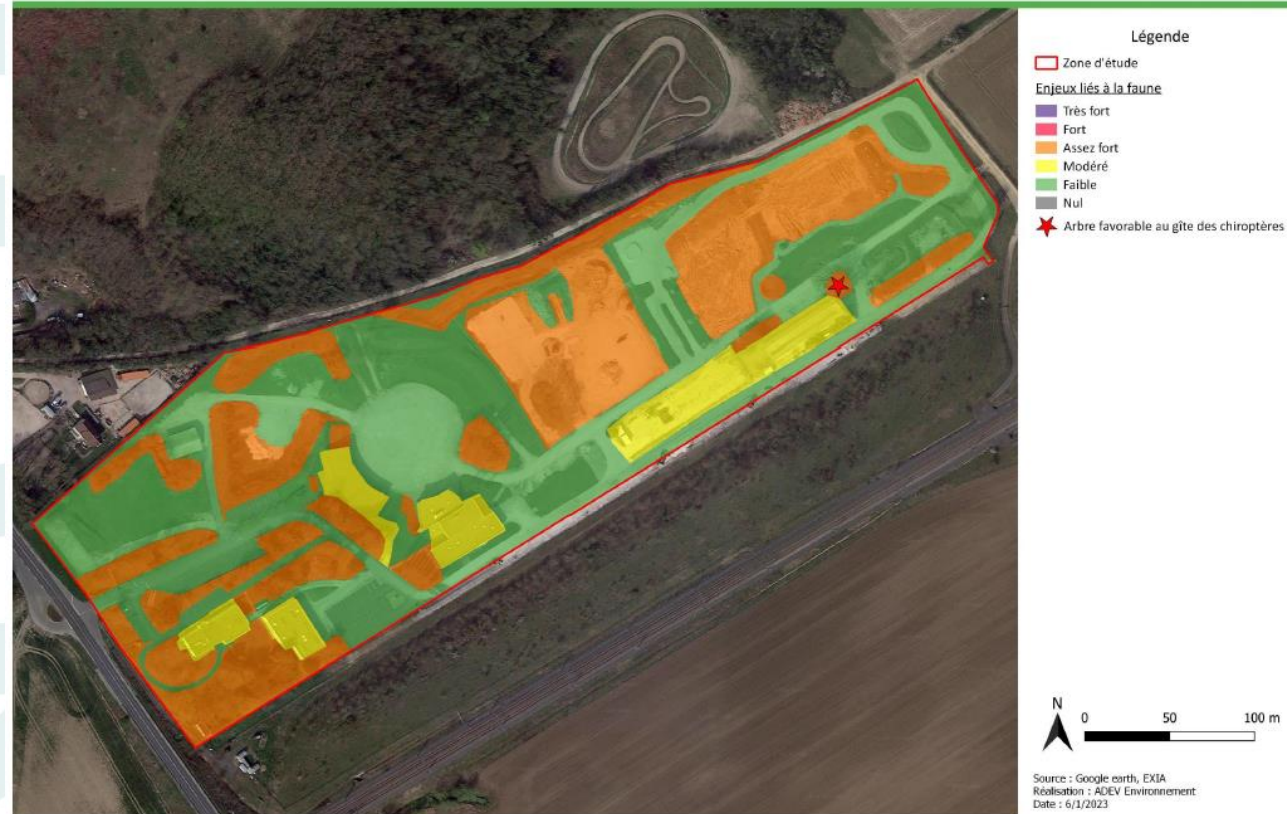 Légende
Zone d'étude
Enjeux liés à la faune
Très fort
Fort
Assez fort
Modéré
Faible
Nul
Arbre favorable au gîte des chiroptères
N
0 50 100 m
Source : Google earth, EXIA
Réalisation : ADEV Environnement
Date : 6/1/2023